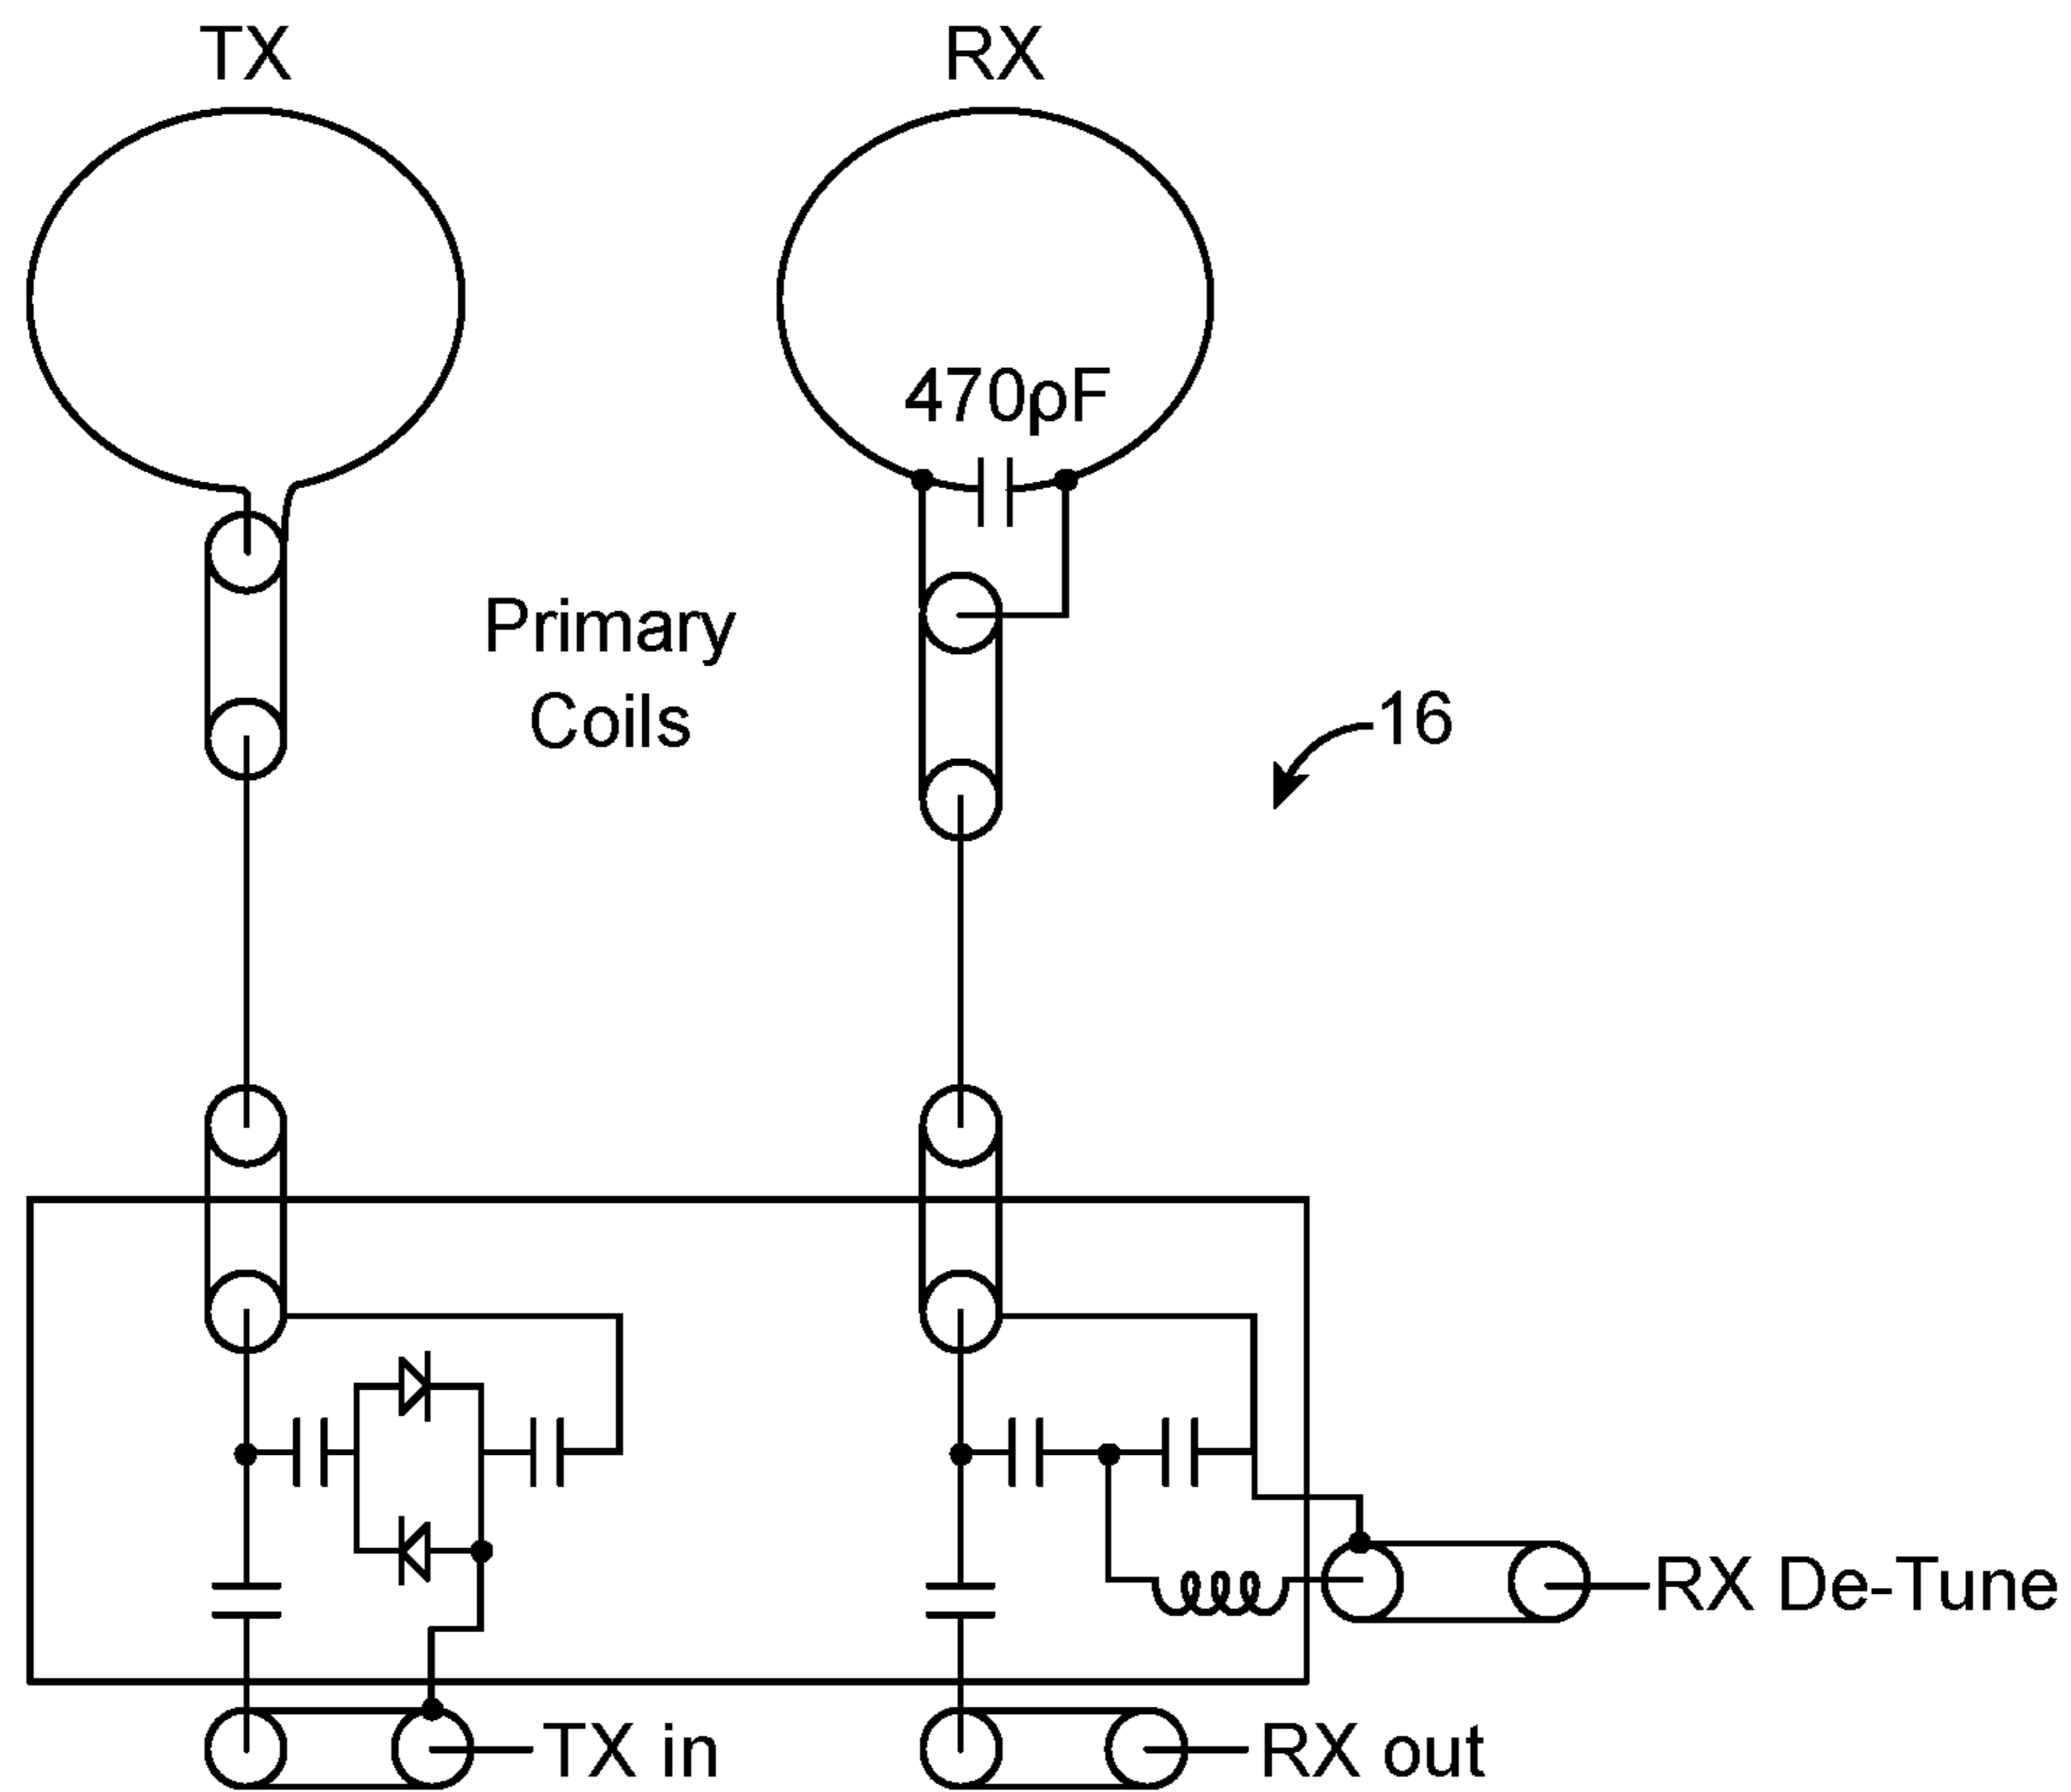 TX
RX
470pF
Primary
Coils
16
RX De-Tune
TX in
RX out